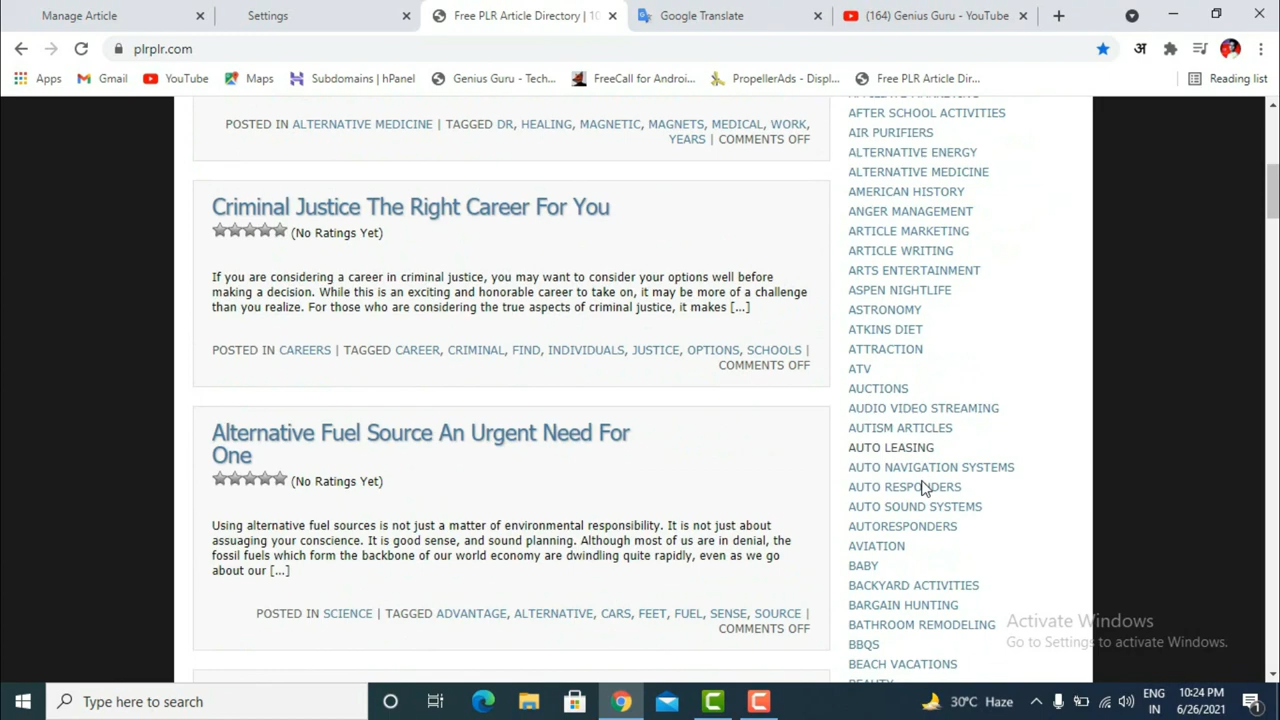 Manage Article
Settings
Free PLR Article Directory | 10
Google Translate
(164) Genius Guru - YouTube
plrplr.com
अ
Apps
Gmail
YouTube
Maps
Subdomains | hPanel
Genius Guru - Tech...
FreeCall for Androi...
PropellerAds - Displ...
Free PLR Article Dir...
Reading list
POSTED IN ALTERNATIVE MEDICINE | TAGGED DR, HEALING, MAGNETIC, MAGNETS, MEDICAL, WORK,
YEARS | COMMENTS OFF
Criminal Justice The Right Career For You
(No Ratings Yet)
If you are considering a career in criminal justice, you may want to consider your options well before
making a decision. While this is an exciting and honorable career to take on, it may be more of a challenge
than you realize. For those who are considering the true aspects of criminal justice, it makes [...]
POSTED IN CAREERS | TAGGED CAREER, CRIMINAL, FIND, INDIVIDUALS, JUSTICE, OPTIONS, SCHOOLS |
COMMENTS OFF
Alternative Fuel Source An Urgent Need For
One
(No Ratings Yet)
Using alternative fuel sources is not just a matter of environmental responsibility. It is not just about
assuaging your conscience. It is good sense, and sound planning. Although most of us are in denial, the
fossil fuels which form the backbone of our world economy are dwindling quite rapidly, even as we go
about our [...]
POSTED IN SCIENCE | TAGGED ADVANTAGE, ALTERNATIVE, CARS, FEET, FUEL, SENSE, SOURCE |
COMMENTS OFF
AFTER SCHOOL ACTIVITIES
AIR PURIFIERS
ALTERNATIVE ENERGY
ALTERNATIVE MEDICINE
AMERICAN HISTORY
ANGER MANAGEMENT
ARTICLE MARKETING
ARTICLE WRITING
ARTS ENTERTAINMENT
ASPEN NIGHTLIFE
ASTRONOMY
ATKINS DIET
ATTRACTION
ATV
AUCTIONS
AUDIO VIDEO STREAMING
AUTISM ARTICLES
AUTO LEASING
AUTO NAVIGATION SYSTEMS
AUTO RESPONDERS
AUTO SOUND SYSTEMS
AUTORESPONDERS
AVIATION
BABY
BACKYARD ACTIVITIES
BARGAIN HUNTING
BATHROOM REMODELING
BBQS
BEACH VACATIONS
BEAUTY
Activate Windows
Go to Settings to activate Windows.
Type here to search
30°C Haze
ENG
IN
10:24 PM
6/26/2021
1